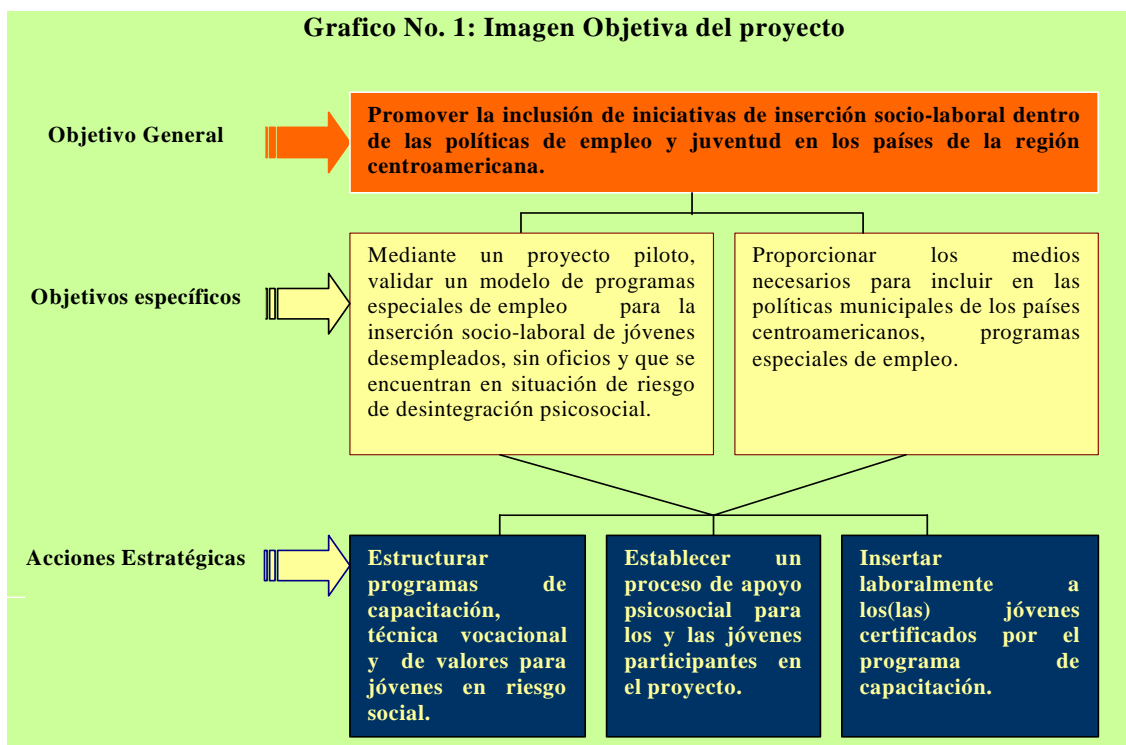 Grafico No. 1: Imagen Objetiva del proyecto
Objetivo General
Promover la inclusión de iniciativas de inserción socio-laboral dentro
de las políticas de empleo y juventud en los países de la región
centroamericana.
Objetivos específicos
Mediante un proyecto piloto,
validar un modelo de programas
especiales de empleo para la
inserción socio-laboral de jóvenes
desempleados, sin oficios y que se
encuentran en situación de riesgo
de desintegración psicosocial.
Proporcionar los medios
necesarios para incluir en las
políticas municipales de los países
centroamericanos, programas
especiales de empleo.
Acciones Estratégicas
Estructurar
programas de
capacitación,
técnica vocacional
y de valores para
jóvenes en riesgo
social.
Establecer un
proceso de apoyo
psicosocial para
los y las jóvenes
participantes en
el proyecto.
Insertar
laboralmente a
los(las) jóvenes
certificados por el
programa de
capacitación.